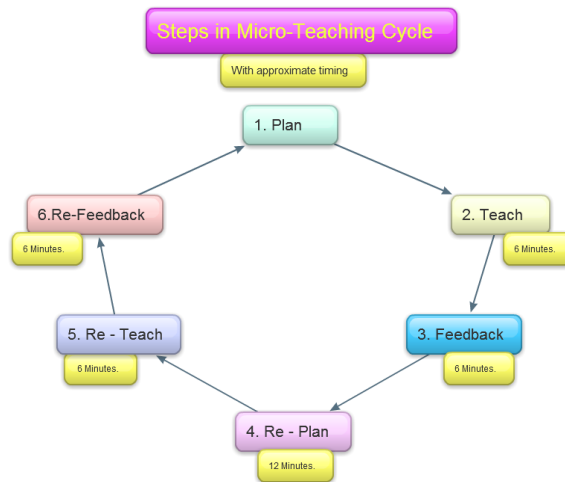 Steps in Micro-Teaching Cycle
With approximate timing
1. Plan
2. Teach
6 Minutes.
3. Feedback
6 Minutes.
4. Re - Plan
12 Minutes.
5. Re - Teach
6 Minutes.
6.Re-Feedback
6 Minutes.